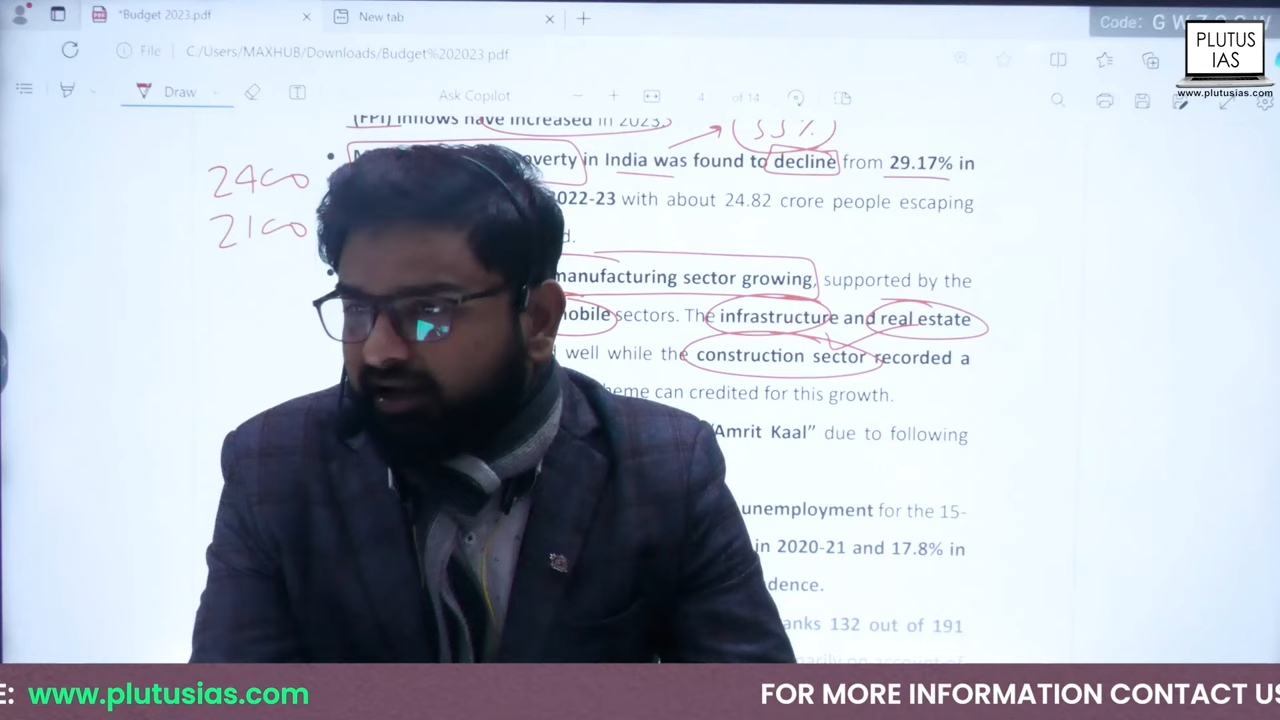 *Budget 2023.pdf
New tab
Code: G W
PLUTUS
IAS
www.plutusias.com
File C:/Users/MAXHUB/Downloads/Budget%202023.pdf
Draw
Ask Copilot
4 of 14
(FPI) inflows have increased in 2023.
(55%)
overty in India was found to decline from 29.17% in
2400
022-23 with about 24.82 crore people escaping
2100
d.
manufacturing sector growing, supported by the
obile sectors. The infrastructure and real estate
well while the construction sector recorded a
heme can credited for this growth.
"Amrit Kaal" due to following
unemployment for the 15-
in 2020-21 and 17.8% in
dence.
anks 132 out of 191
E: www.plutusias.com FOR MORE INFORMATION CONTACT US